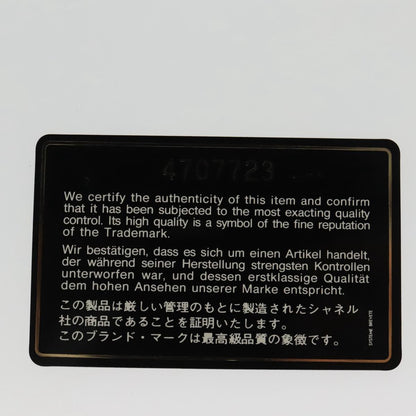 4707723
We certify the authenticity of this item and confirm
that it has been subjected to the most exacting quality
control. Its high quality is a symbol of the fine reputation
of the Trademark.
Wir bestätigen, dass es sich um einen Artikel handelt,
der während seiner Herstellung strengsten Kontrollen
unterworfen war, und dessen erstklassige Qualität
dem hohen Ansehen unserer Marke entspricht.
この製品は厳しい管理のもとに製造されたシャネル
社の商品であることを証明いたします。
このブランド・マークは最高級品質の象徴です。
SYSTEME BREVETE